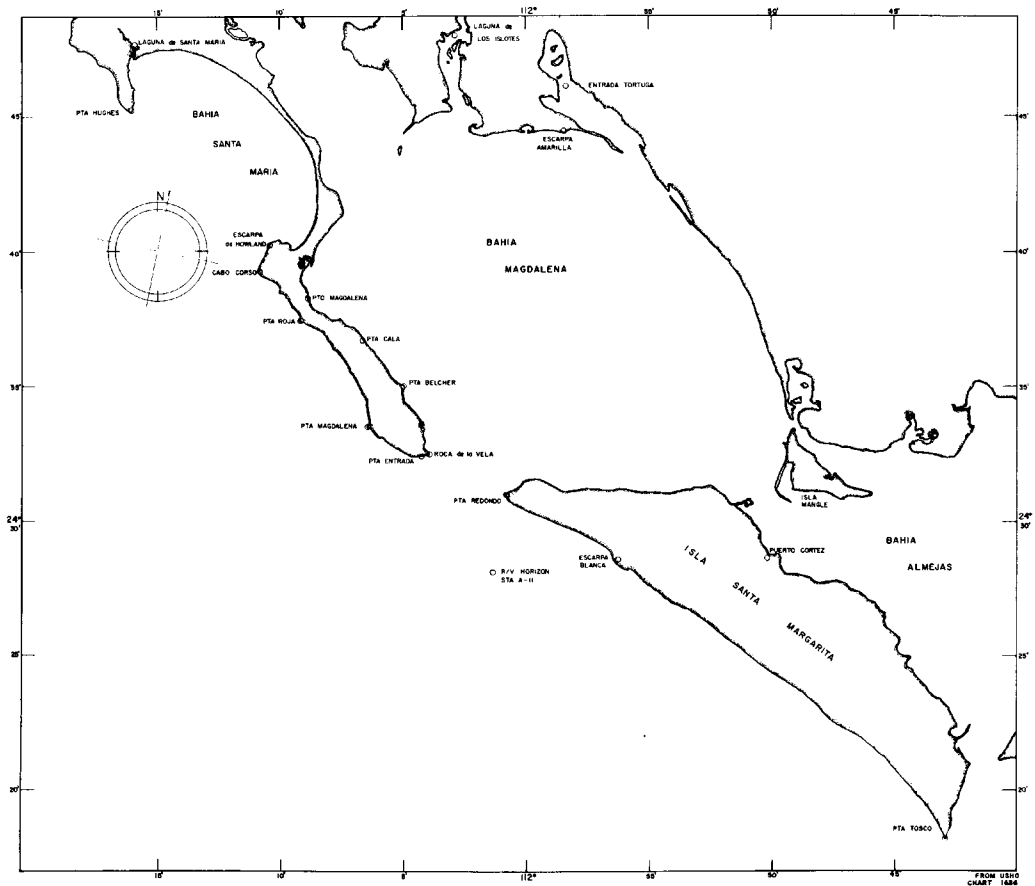 15'
10'
5'
112°
55'
50'
45'
LAGUNA de SANTA MARIA
LAGUNA de
LOS ISLOTES
ENTRADA TORTUGA
PTA HUGHES
BAHIA
SANTA
MARIA
ESCARPA
AMARILLA
45'
45'
N
ESCARPA
de HOWLAND
CABO CORSO
BAHIA
MAGDALENA
40'
40'
PTO MAGDALENA
PTA ROJA
PTA CALA
PTA BELCHER
35'
35'
PTA MAGDALENA
PTA ENTRADA
ROCA de la VELA
PTA REDONDO
ISLA
MANGLE
24°
30'
24°
30'
BAHIA
ALMEJAS
PUERTO CORTEZ
ESCARPA
BLANCA
R/V HORIZON
STA A-11
ISLA
SANTA
MARGARITA
25'
25'
20'
20'
PTA TOSCO
15'
10'
5'
112°
55'
50'
45'
FROM USHO
CHART 1636